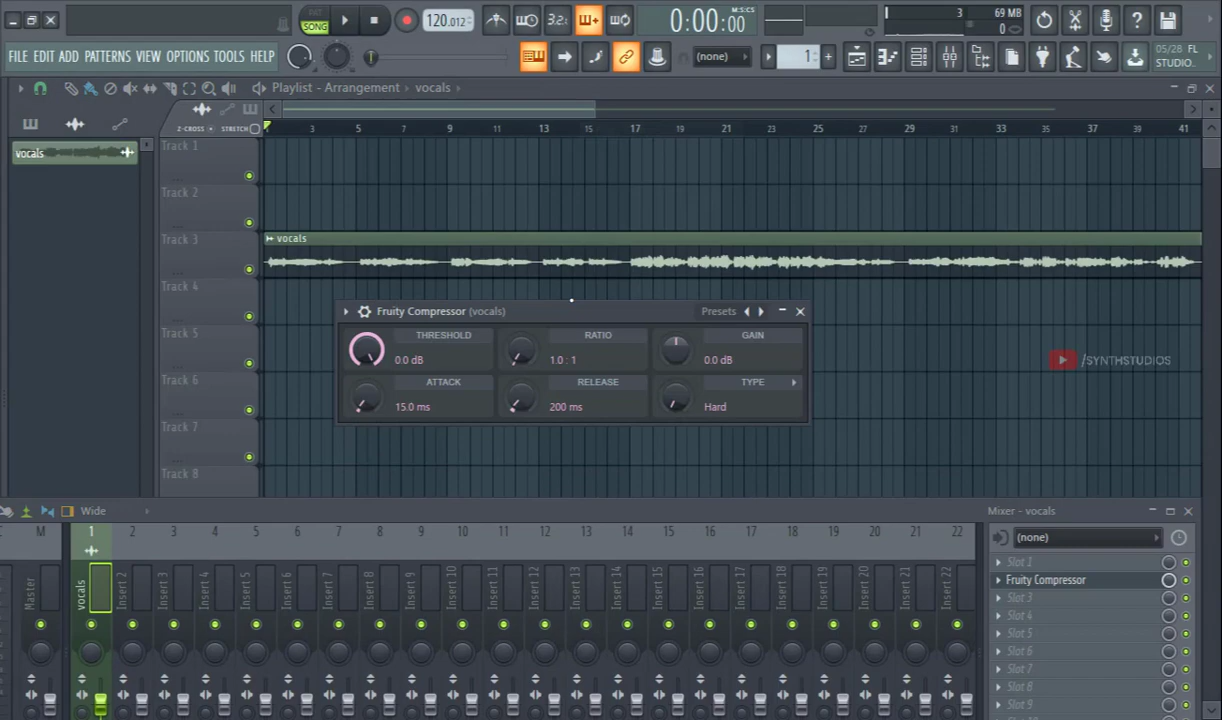 PAT
SONG
120.012
3.2.
0:00:00
M:S:CS
3
69 MB
0
FILE EDIT ADD PATTERNS VIEW OPTIONS TOOLS HELP
(none)
1
05/28 FL
STUDIO..
Playlist - Arrangement
vocals
Z-CROSS
STRETCH
3
5
7
9
11
13
15
17
19
21
23
25
27
29
31
33
35
37
39
41
vocals
Track 1
Track 2
Track 3
vocals
Track 4
Track 5
Track 6
Track 7
Track 8
Fruity Compressor (vocals)
Presets
THRESHOLD
0.0 dB
RATIO
1.0 : 1
GAIN
0.0 dB
ATTACK
15.0 ms
RELEASE
200 ms
TYPE
Hard
/SYNTHSTUDIOS
Wide
Mixer - vocals
C
M
1
2
3
4
5
6
7
8
9
10
11
12
13
14
15
16
17
18
19
20
21
22
Master
vocals
Insert 2
Insert 3
Insert 4
Insert 5
Insert 6
Insert 7
Insert 8
Insert 9
Insert 10
Insert 11
Insert 12
Insert 13
Insert 14
Insert 15
Insert 16
Insert 17
Insert 18
Insert 19
Insert 20
Insert 21
Insert 22
(none)
Slot 1
Fruity Compressor
Slot 3
Slot 4
Slot 5
Slot 6
Slot 7
Slot 8
Slot 9